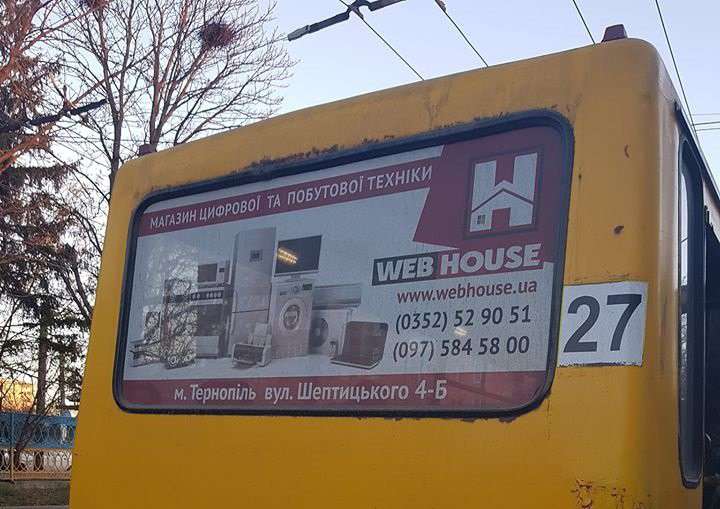 МАГАЗИН ЦИФРОВОЇ ТА ПОБУТОВОЇ ТЕХНІКИ
H
WEB HOUSE
www.webhouse.ua
(0352) 52 90 51
(097) 584 58 00
27
м. Тернопіль вул. Шептицького 4-Б